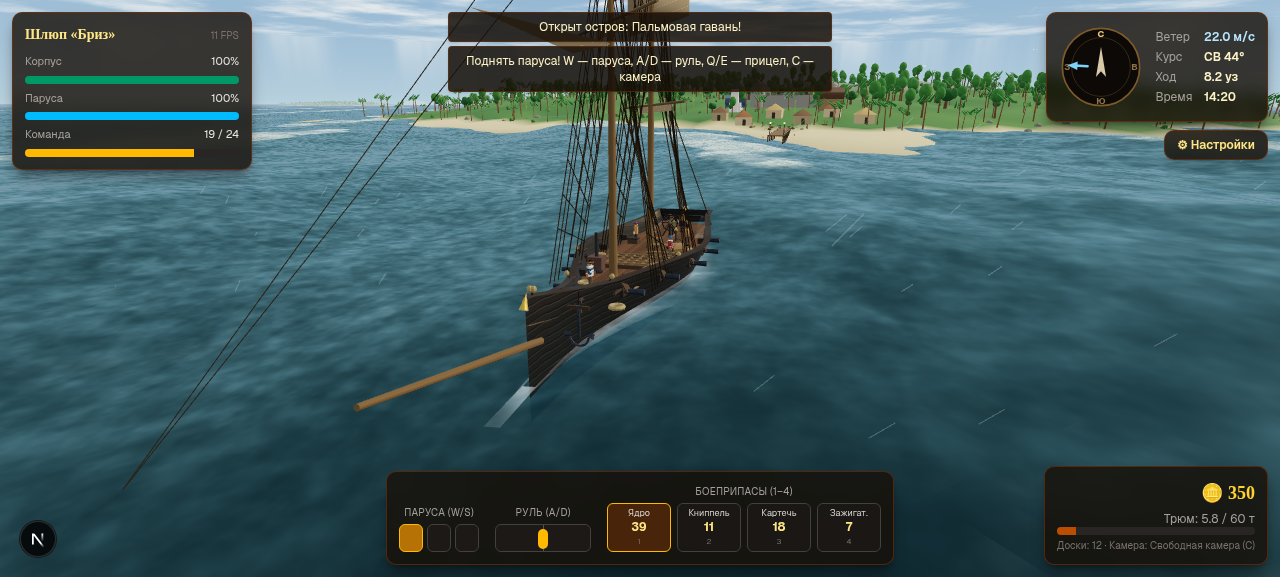 Шлюп «Бриз»
11 FPS
Корпус 100%
Паруса 100%
Команда 19 / 24
Открыт остров: Пальмовая гавань!
Поднять паруса! W — паруса, A/D — руль, Q/E — прицел, C —
камера
С
З В
Ю
Ветер 22.0 м/с
Курс СВ 44°
Ход 8.2 уз
Время 14:20
⚙ Настройки
N
ПАРУСА (W/S)
РУЛЬ (A/D)
БОЕПРИПАСЫ (1–4)
Ядро Книппель Картечь Зажигат.
39 11 18 7
1 2 3 4
350
Трюм: 5.8 / 60 т
Доски: 12 · Камера: Свободная камера (C)